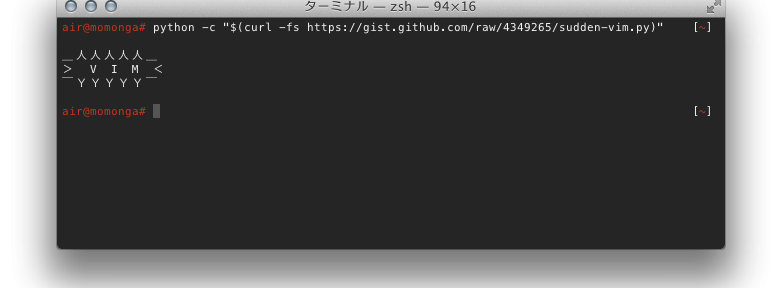 ターミナル — zsh — 94×16
air@momonga# python -c "$(curl -fs https://gist.github.com/raw/4349265/sudden-vim.py)" [~]
＿人人人人人＿
＞ Ｖ Ｉ Ｍ ＜
￣ＹＹＹＹＹ￣
air@momonga# [~]